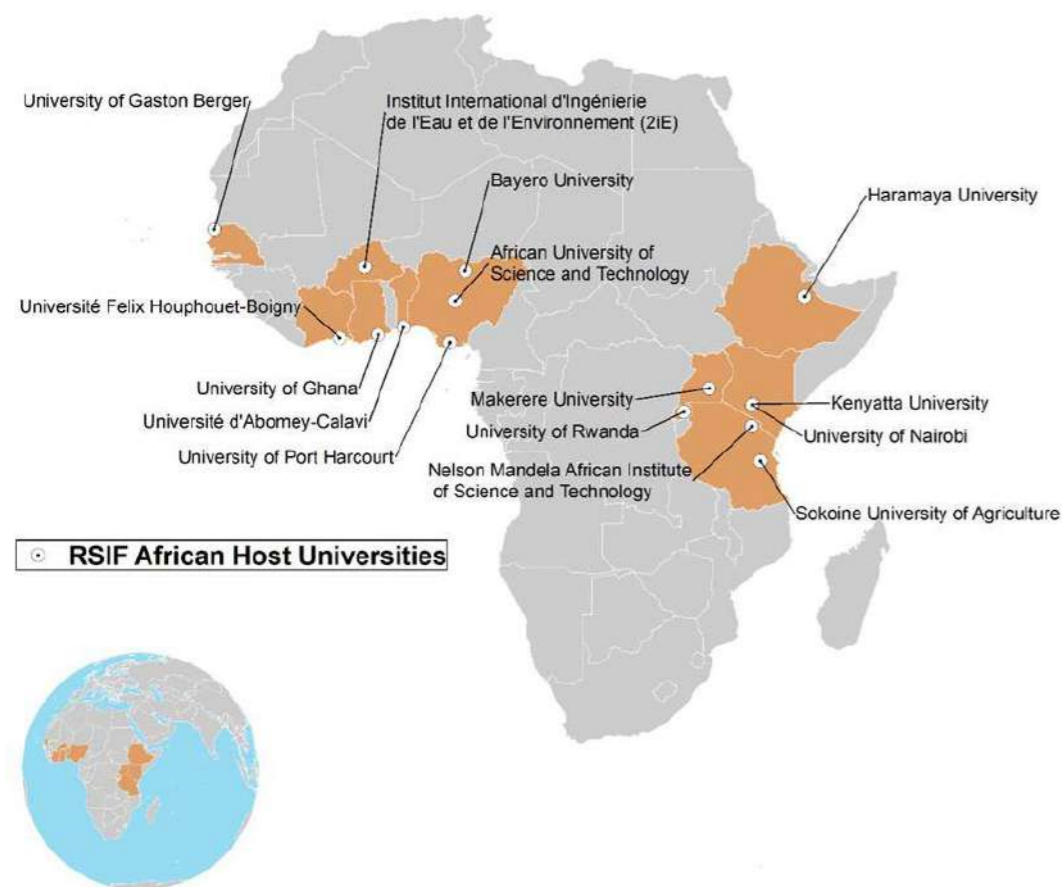 University of Gaston Berger
Institut International d'Ingénierie
de l'Eau et de l'Environnement (2iE)
Bayero University
Haramaya University
African University of
Science and Technology
Université Felix Houphouet-Boigny
University of Ghana
Makerere University
Kenyatta University
Université d'Abomey-Calavi
University of Rwanda
University of Nairobi
University of Port Harcourt
Nelson Mandela African Institute
of Science and Technology
Sokoine University of Agriculture
RSIF African Host Universities